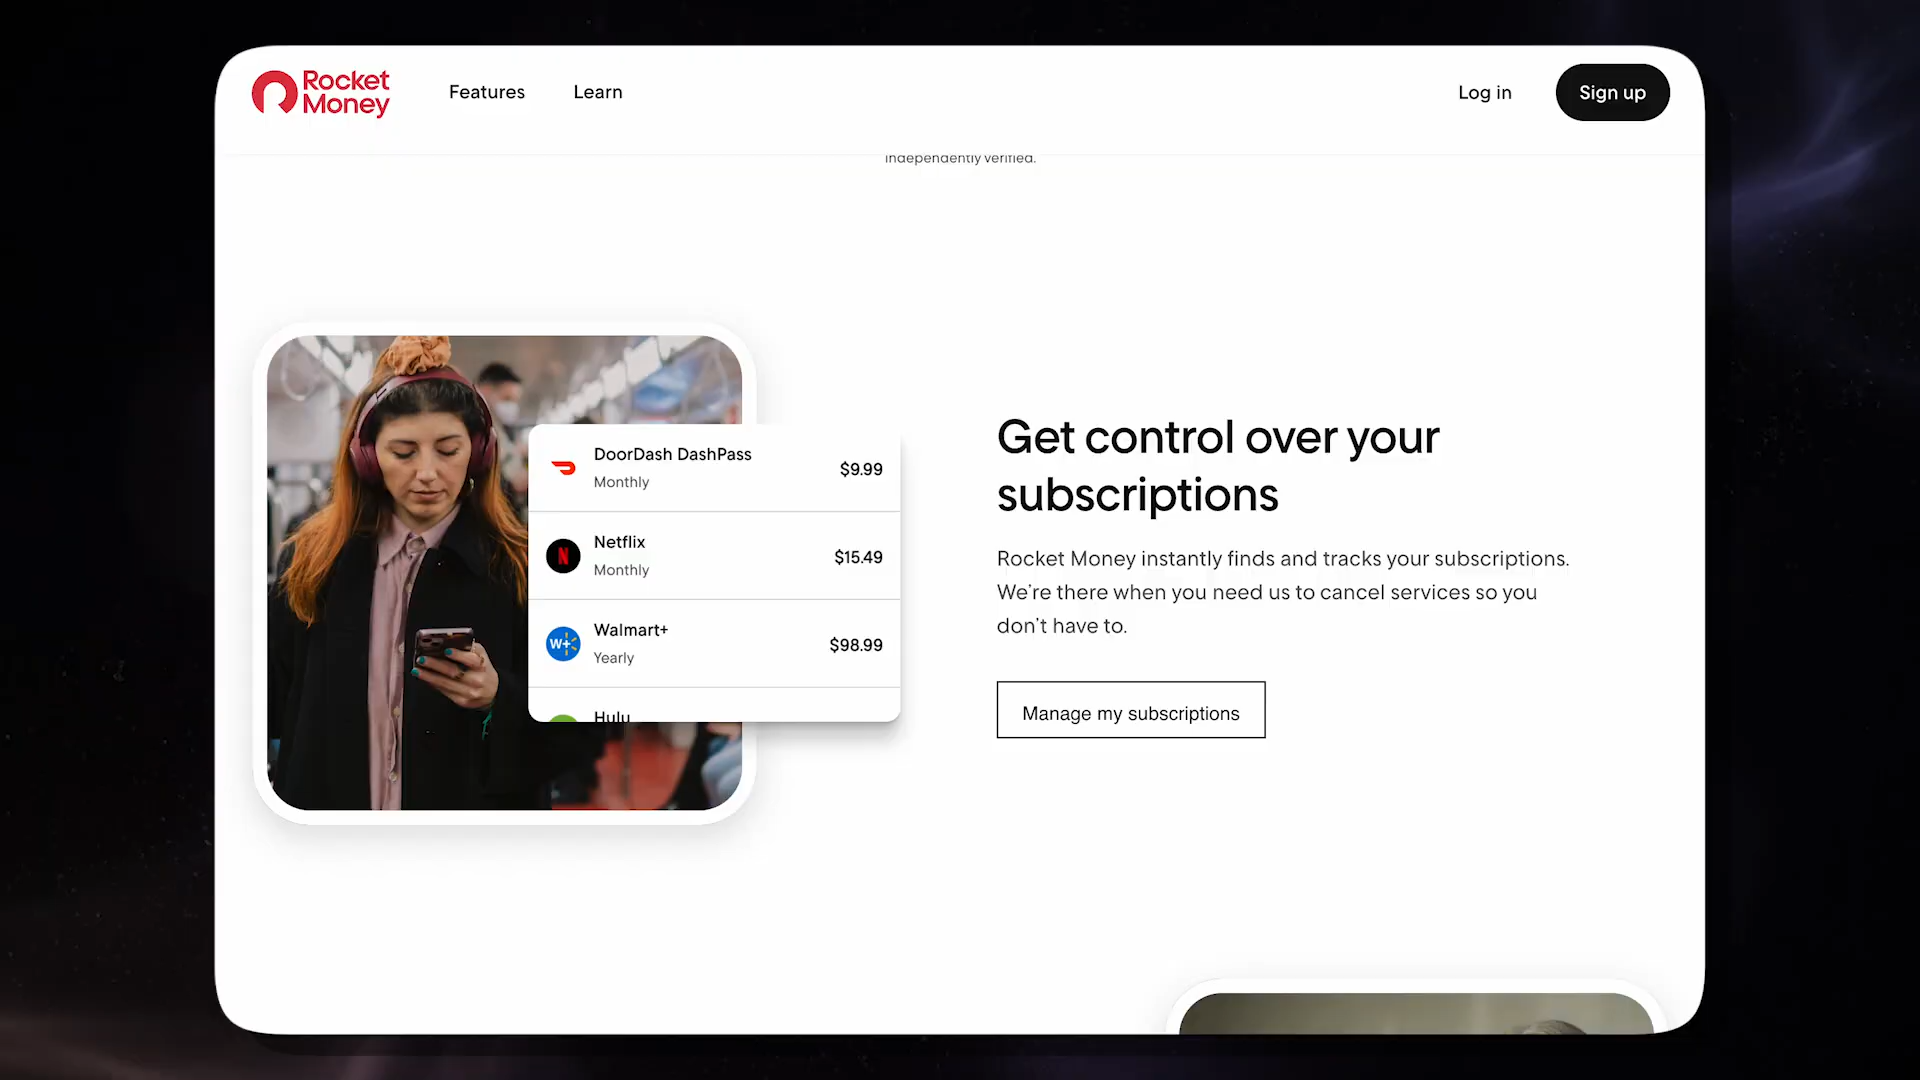 Rocket
Money
Features
Learn
Log in
Sign up
independently verified.
DoorDash DashPass
Monthly
$9.99
Netflix
Monthly
$15.49
W+
Walmart+
Yearly
$98.99
Hulu
Get control over your
subscriptions
Rocket Money instantly finds and tracks your subscriptions.
We’re there when you need us to cancel services so you
don’t have to.
Manage my subscriptions